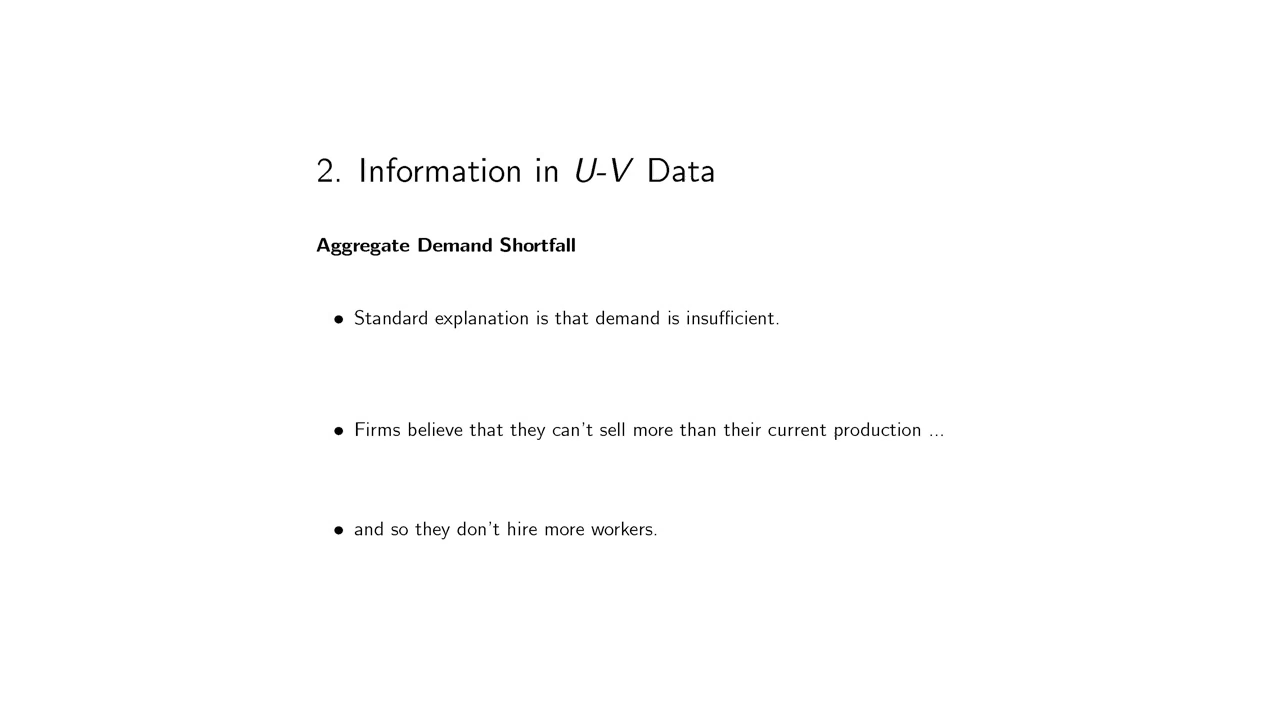 2. Information in U-V Data
Aggregate Demand Shortfall
• Standard explanation is that demand is insufficient.
• Firms believe that they can't sell more than their current production ...
• and so they don't hire more workers.